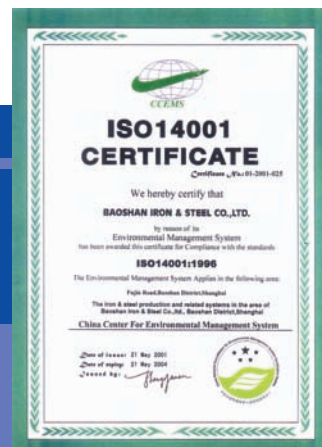 CCEMS
ISO14001
CERTIFICATE
Certificate No.: 01-2001-025
We hereby certify that
BAOSHAN IRON & STEEL CO.,LTD.
by reason of its
Environmental Management System
has been awarded this certificate for Compliance with the standards
ISO14001:1996
The Environmental Management System Applies in the following area:
Fujin Road,Baoshan District,Shanghai
The iron & steel production and related systems in the area of
Baoshan Iron & Steel Co.,ltd., Baoshan District,Shanghai
China Center For Environmental Management System
Date of issue: 21 May 2001
Date of expiry: 21 May 2004
Issued by: